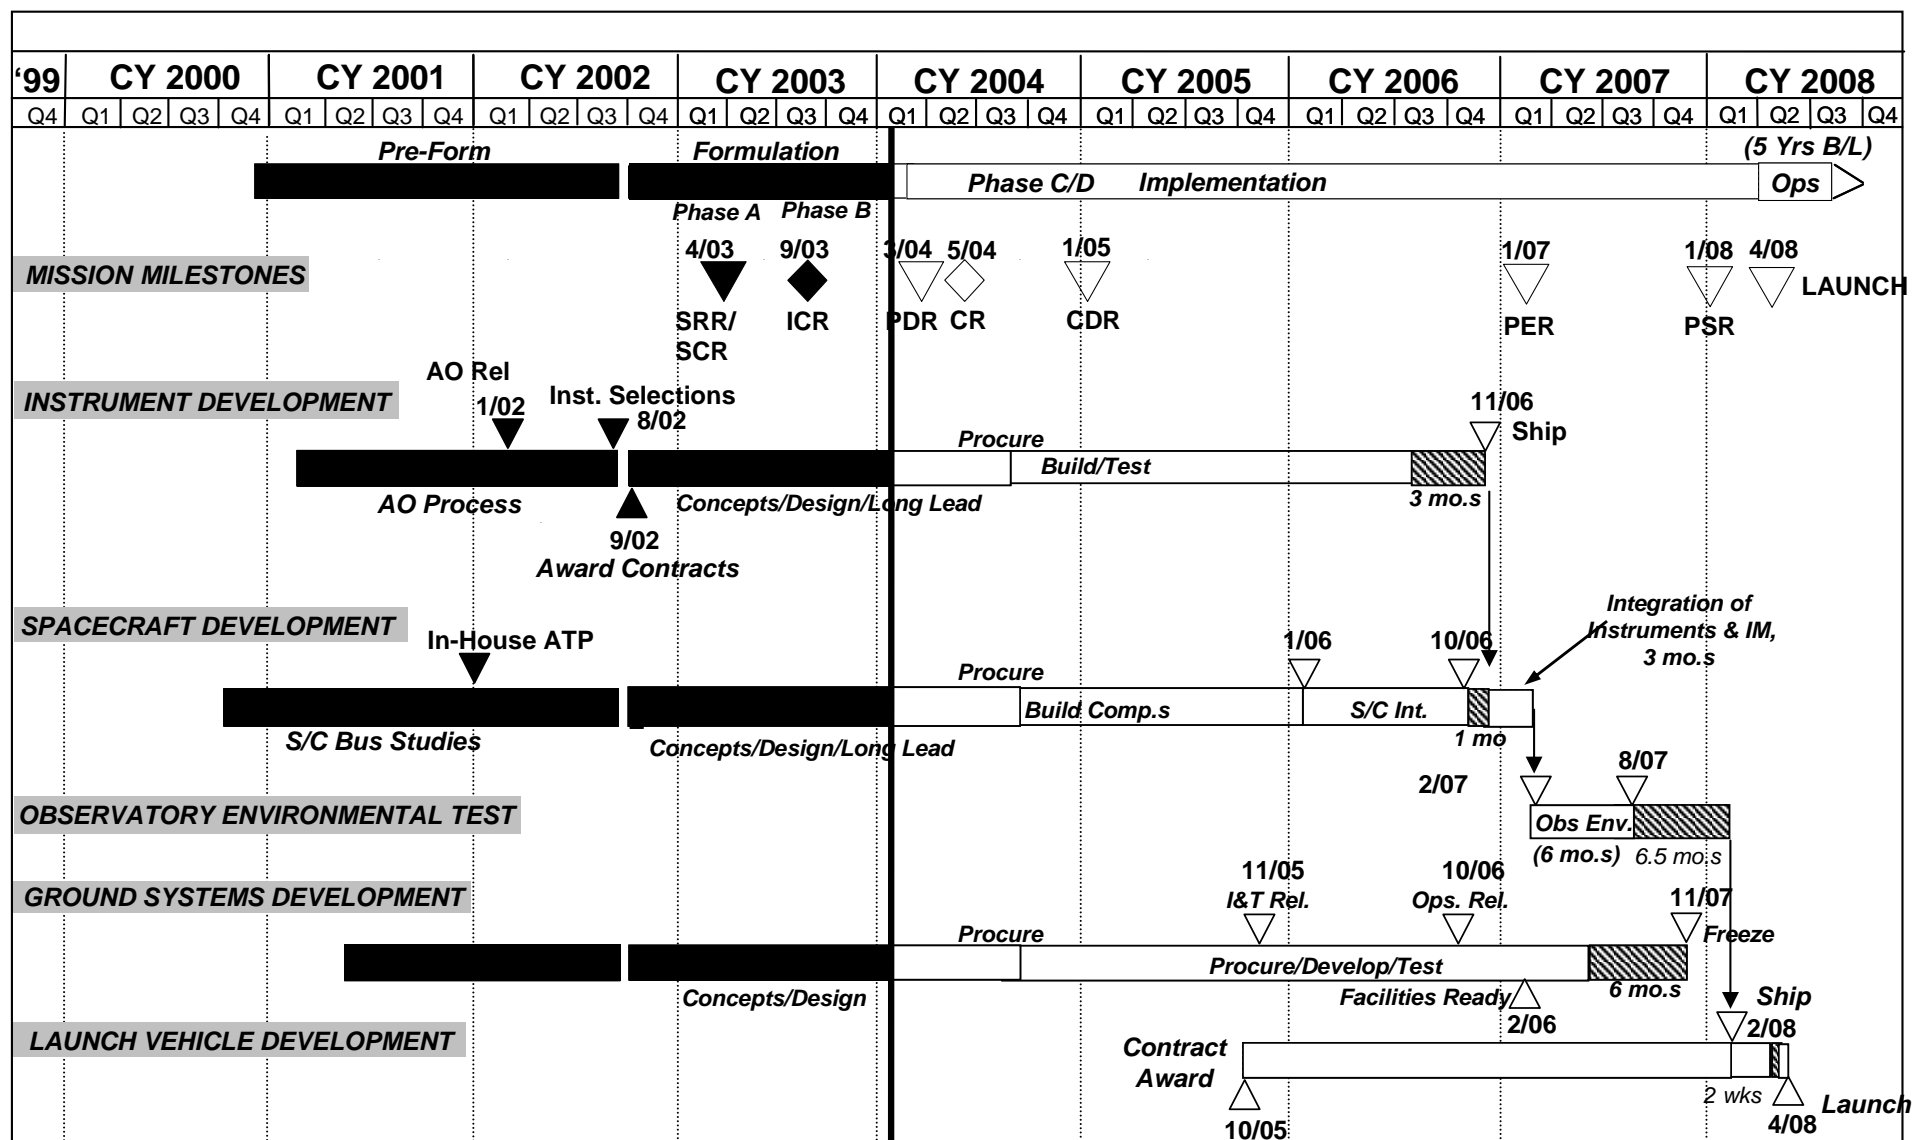 ‘99 CY 2000 CY 2001 CY 2002 CY 2003 CY 2004 CY 2005 CY 2006 CY 2007 CY 2008
Q4 Q1 Q2 Q3 Q4 Q1 Q2 Q3 Q4 Q1 Q2 Q3 Q4 Q1 Q2 Q3 Q4 Q1 Q2 Q3 Q4 Q1 Q2 Q3 Q4 Q1 Q2 Q3 Q4 Q1 Q2 Q3 Q4 Q1 Q2 Q3 Q4
Pre-Form Formulation (5 Yrs B/L)
Phase C/D Implementation Ops
Phase A Phase B
4/03 9/03 3/04 5/04 1/05 1/07 1/08 4/08
MISSION MILESTONES LAUNCH
SRR/ ICR PDR CR CDR PER PSR
SCR
AO Rel
INSTRUMENT DEVELOPMENT Inst. Selections 11/06
1/02 8/02 Ship
Procure
Build/Test
AO Process Concepts/Design/Long Lead 3 mo.s
9/02
Award Contracts
Integration of
Instruments & IM,
3 mo.s
SPACECRAFT DEVELOPMENT
In-House ATP 1/06 10/06
Procure
Build Comp.s S/C Int.
S/C Bus Studies Concepts/Design/Long Lead 1 mo
2/07 8/07
OBSERVATORY ENVIRONMENTAL TEST Obs Env.
(6 mo.s) 6.5 mo.s
11/05 10/06
GROUND SYSTEMS DEVELOPMENT I&T Rel. Ops. Rel. 11/07
Procure Freeze
Procure/Develop/Test
Concepts/Design Facilities Ready 6 mo.s
2/06 Ship
2/08
LAUNCH VEHICLE DEVELOPMENT
Contract
Award
2 wks Launch
10/05 4/08